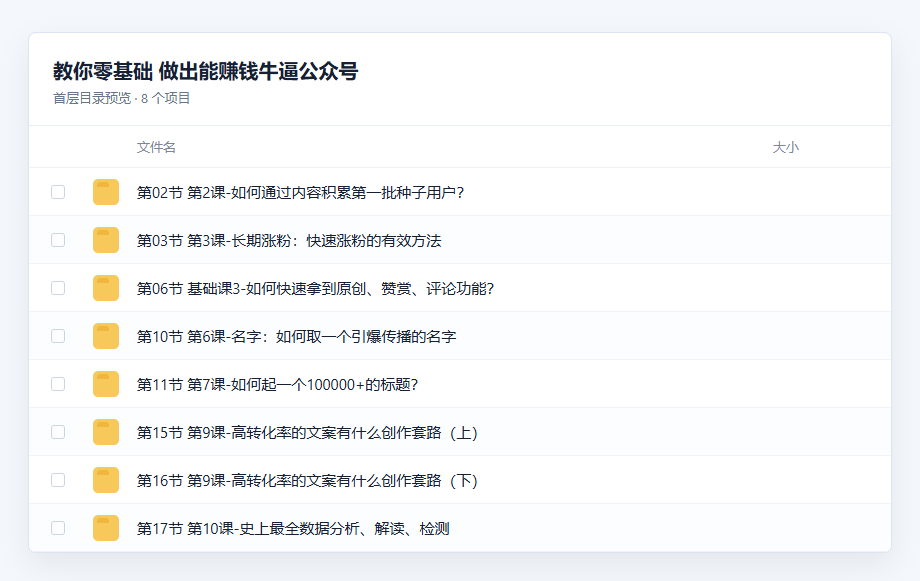 教你零基础 做出能赚钱牛逼公众号
首层目录预览 · 8 个项目
文件名 大小
第02节 第2课-如何通过内容积累第一批种子用户？
第03节 第3课-长期涨粉：快速涨粉的有效方法
第06节 基础课3-如何快速拿到原创、赞赏、评论功能？
第10节 第6课-名字：如何取一个引爆传播的名字
第11节 第7课-如何起一个100000+的标题？
第15节 第9课-高转化率的文案有什么创作套路（上）
第16节 第9课-高转化率的文案有什么创作套路（下）
第17节 第10课-史上最全数据分析、解读、检测